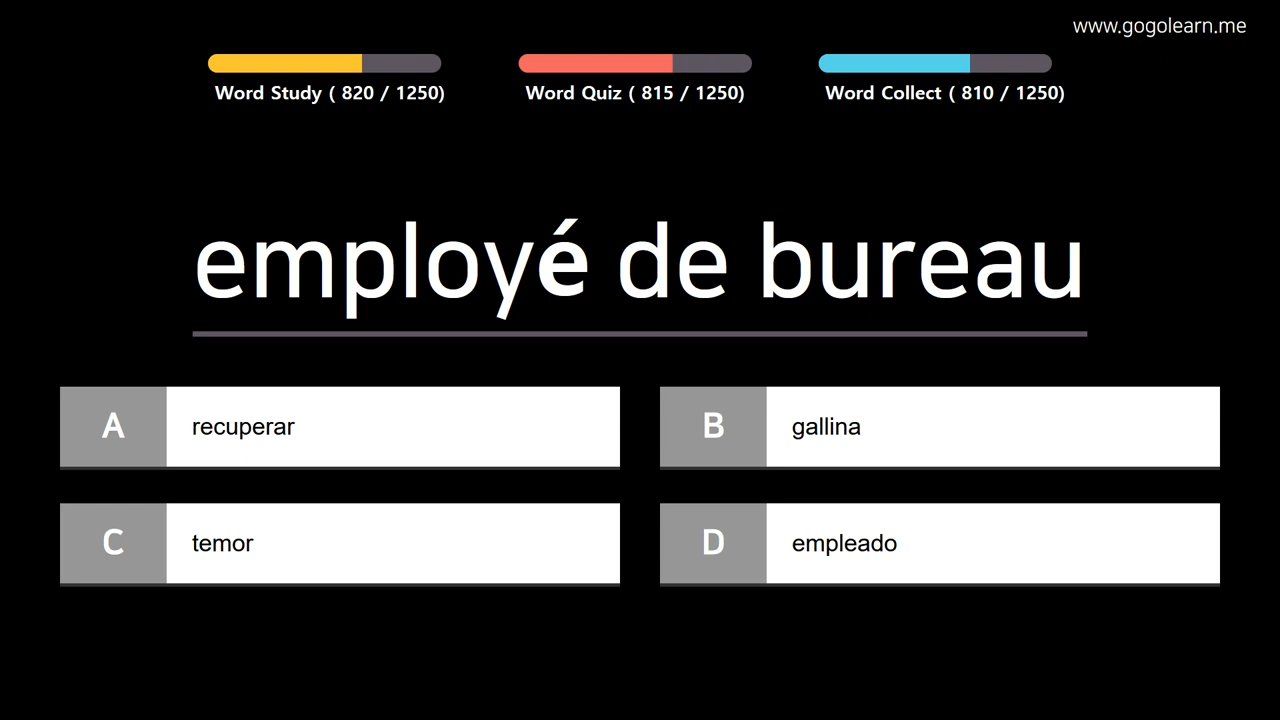 www.gogolearn.me
Word Study ( 820 / 1250)
Word Quiz ( 815 / 1250)
Word Collect ( 810 / 1250)
employé de bureau
A recuperar
B gallina
C temor
D empleado